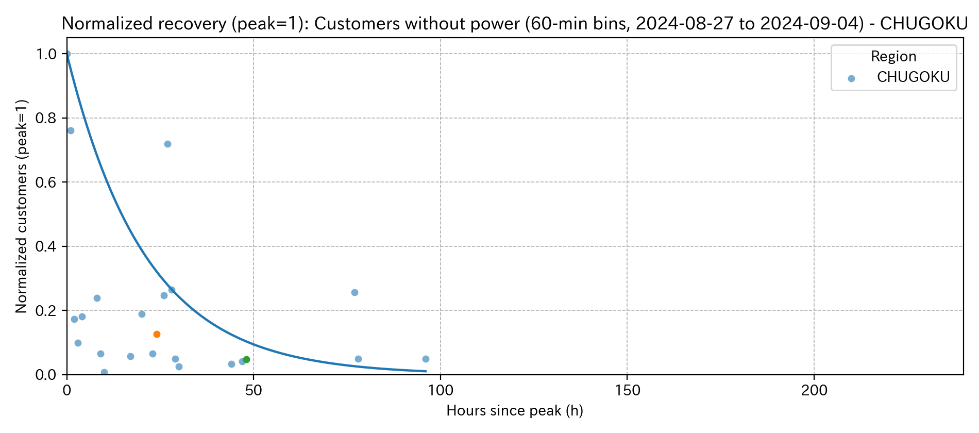 Normalized recovery (peak=1): Customers without power (60-min bins, 2024-08-27 to 2024-09-04) - CHUGOKU
Region
CHUGOKU
Normalized customers (peak=1)
1.0
0.8
0.6
0.4
0.2
0.0
0
50
100
150
200
Hours since peak (h)